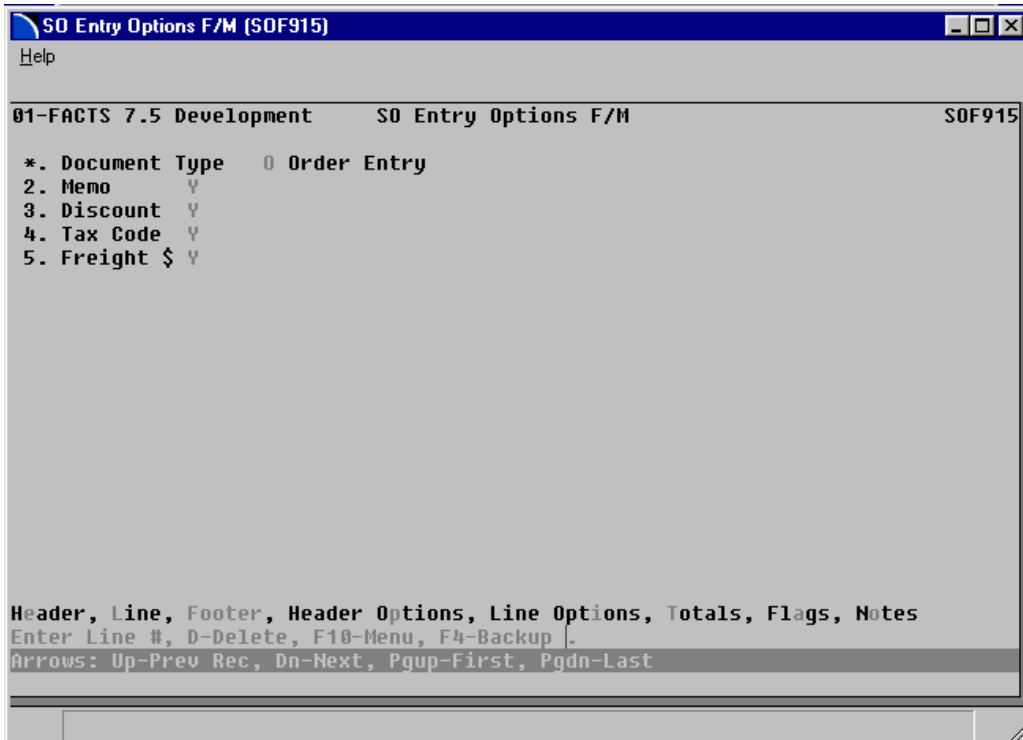 SO Entry Options F/M (SOF915)
Help
01-FACTS 7.5 Development SO Entry Options F/M SOF915
*. Document Type O Order Entry
2. Memo Y
3. Discount Y
4. Tax Code Y
5. Freight $ Y
Header, Line, Footer, Header Options, Line Options, Totals, Flags, Notes
Enter Line #, D-Delete, F10-Menu, F4-Backup .
Arrows: Up-Prev Rec, Dn-Next, Pgup-First, Pgdn-Last